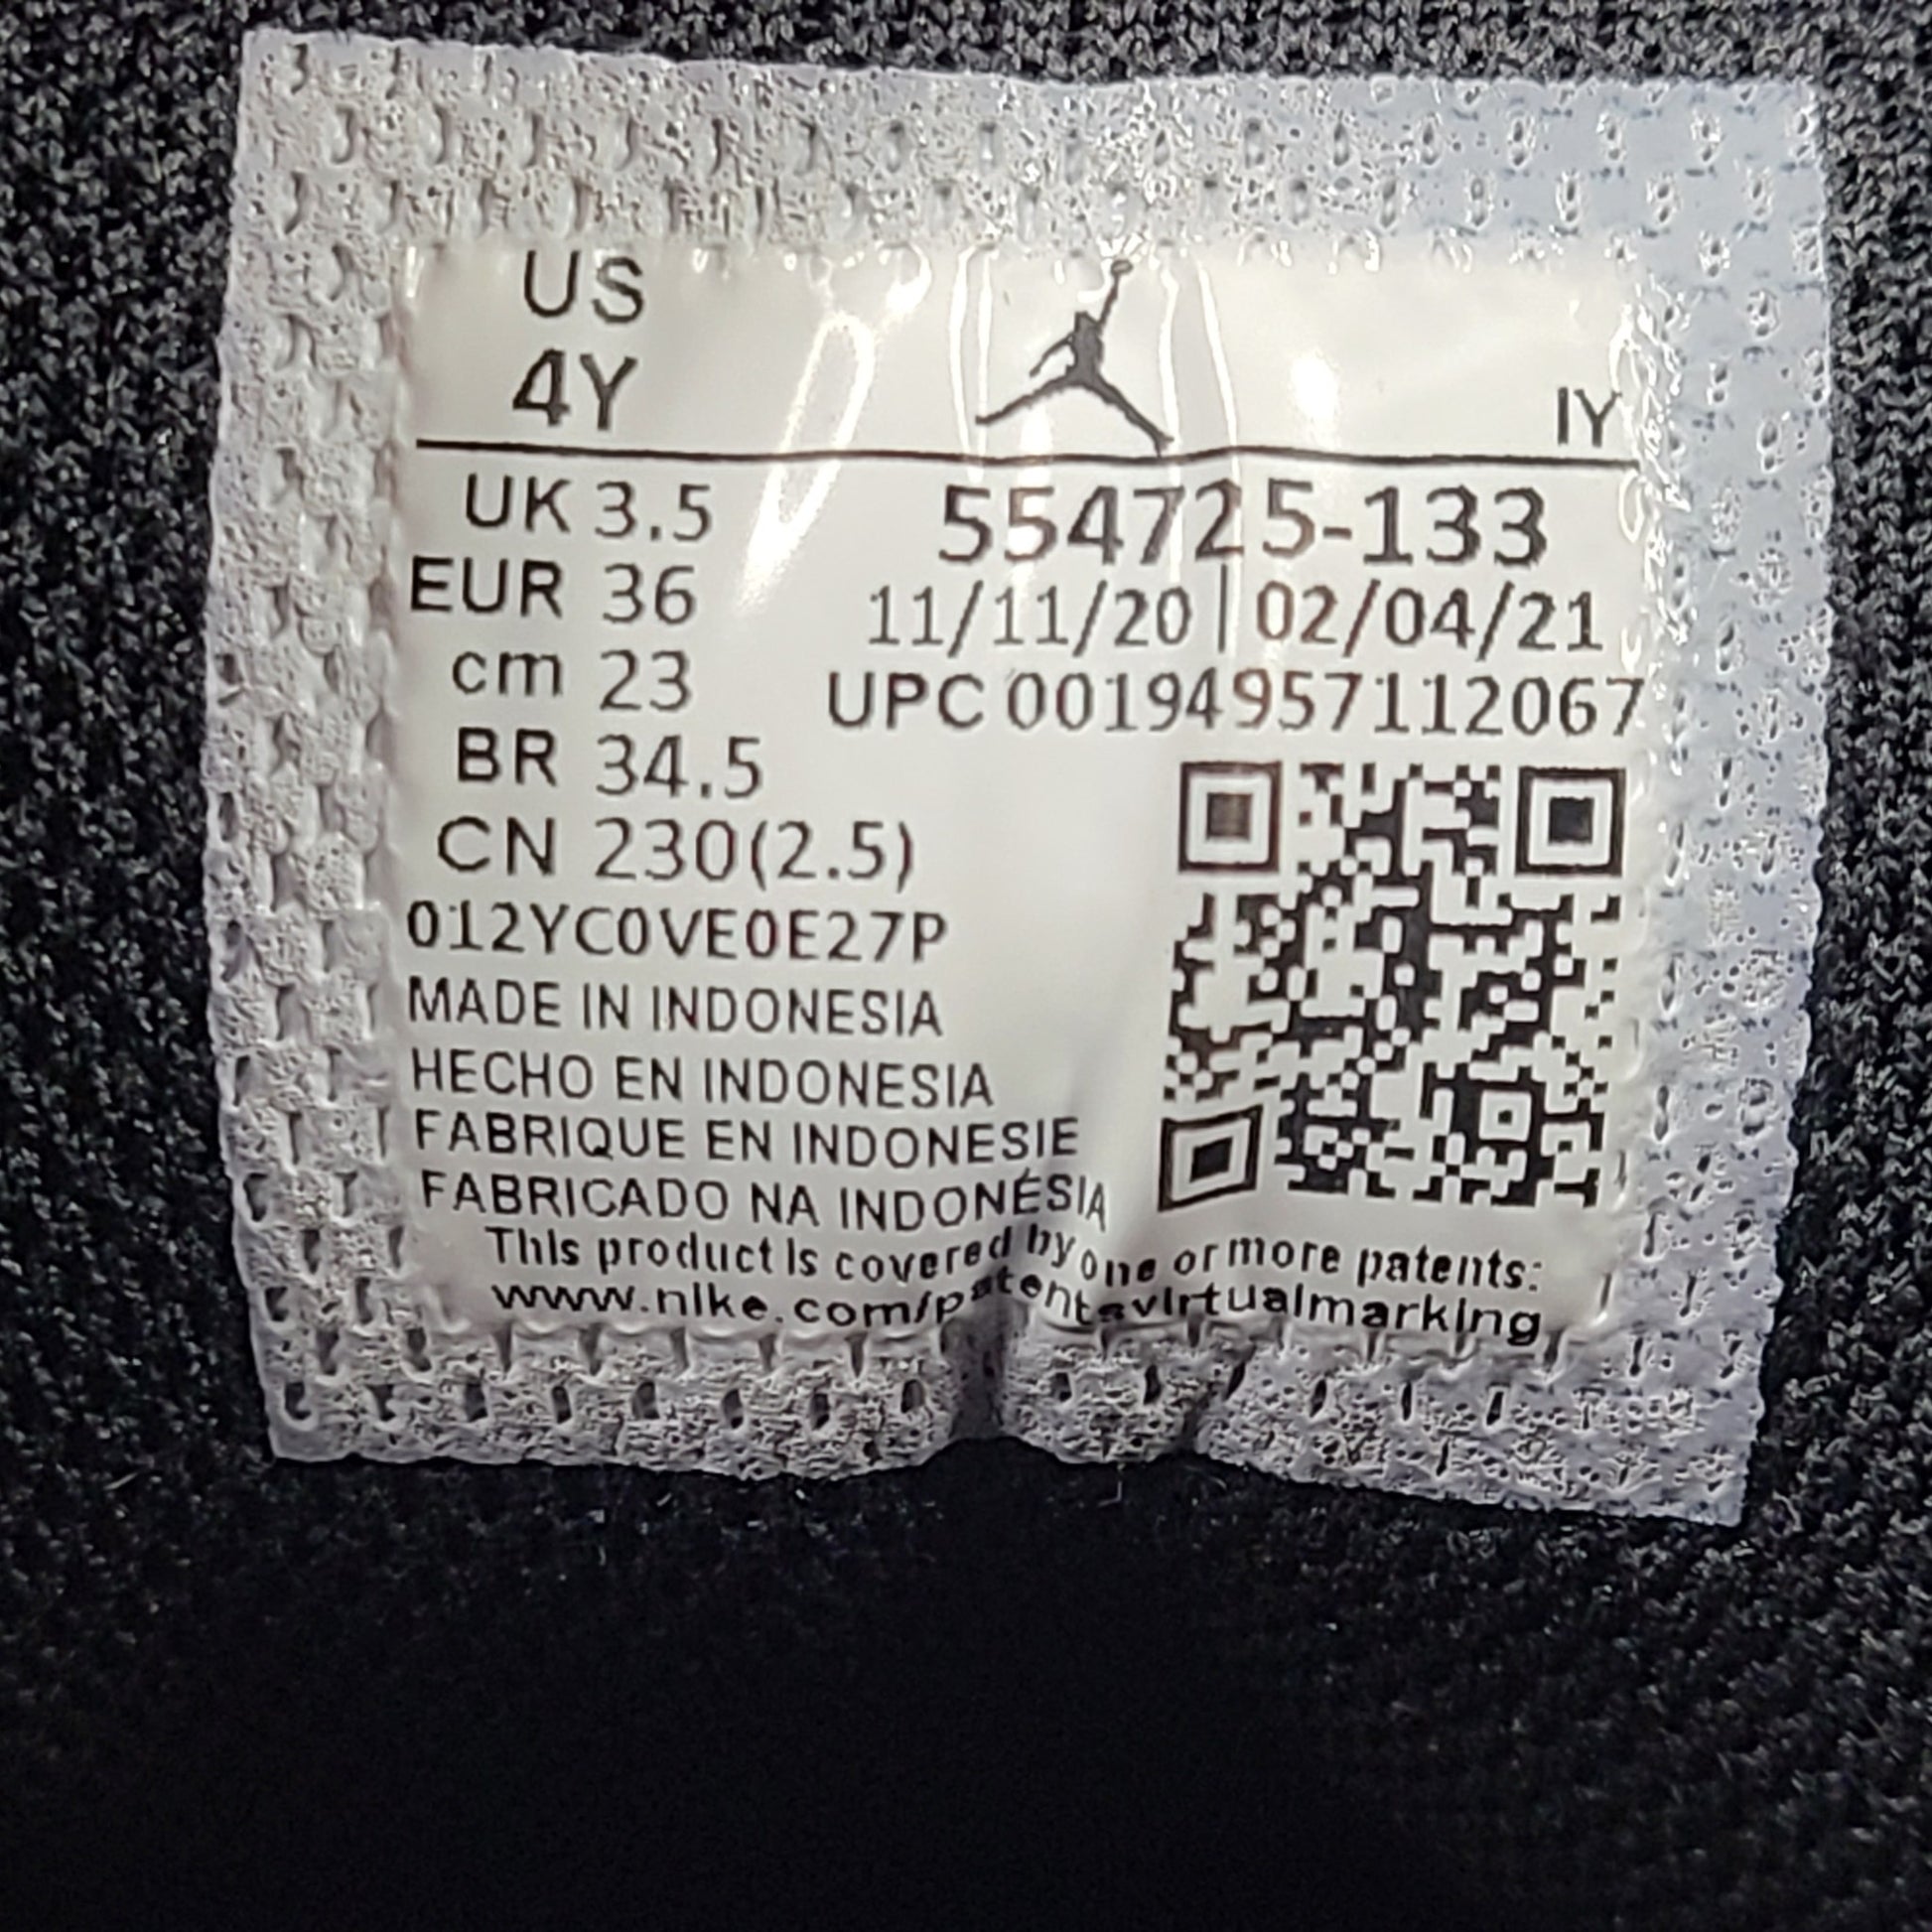 US
4Y
IY
UK 3.5
EUR 36
cm 23
BR 34.5
CN 230(2.5)
554725-133
11/11/20 | 02/04/21
UPC 00194957112067
012YC0VE0E27P
MADE IN INDONESIA
HECHO EN INDONESIA
FABRIQUE EN INDONESIE
FABRICADO NA INDONÉSIA
This product is covered by one or more patents:
www.nike.com/patentsvirtualmarking